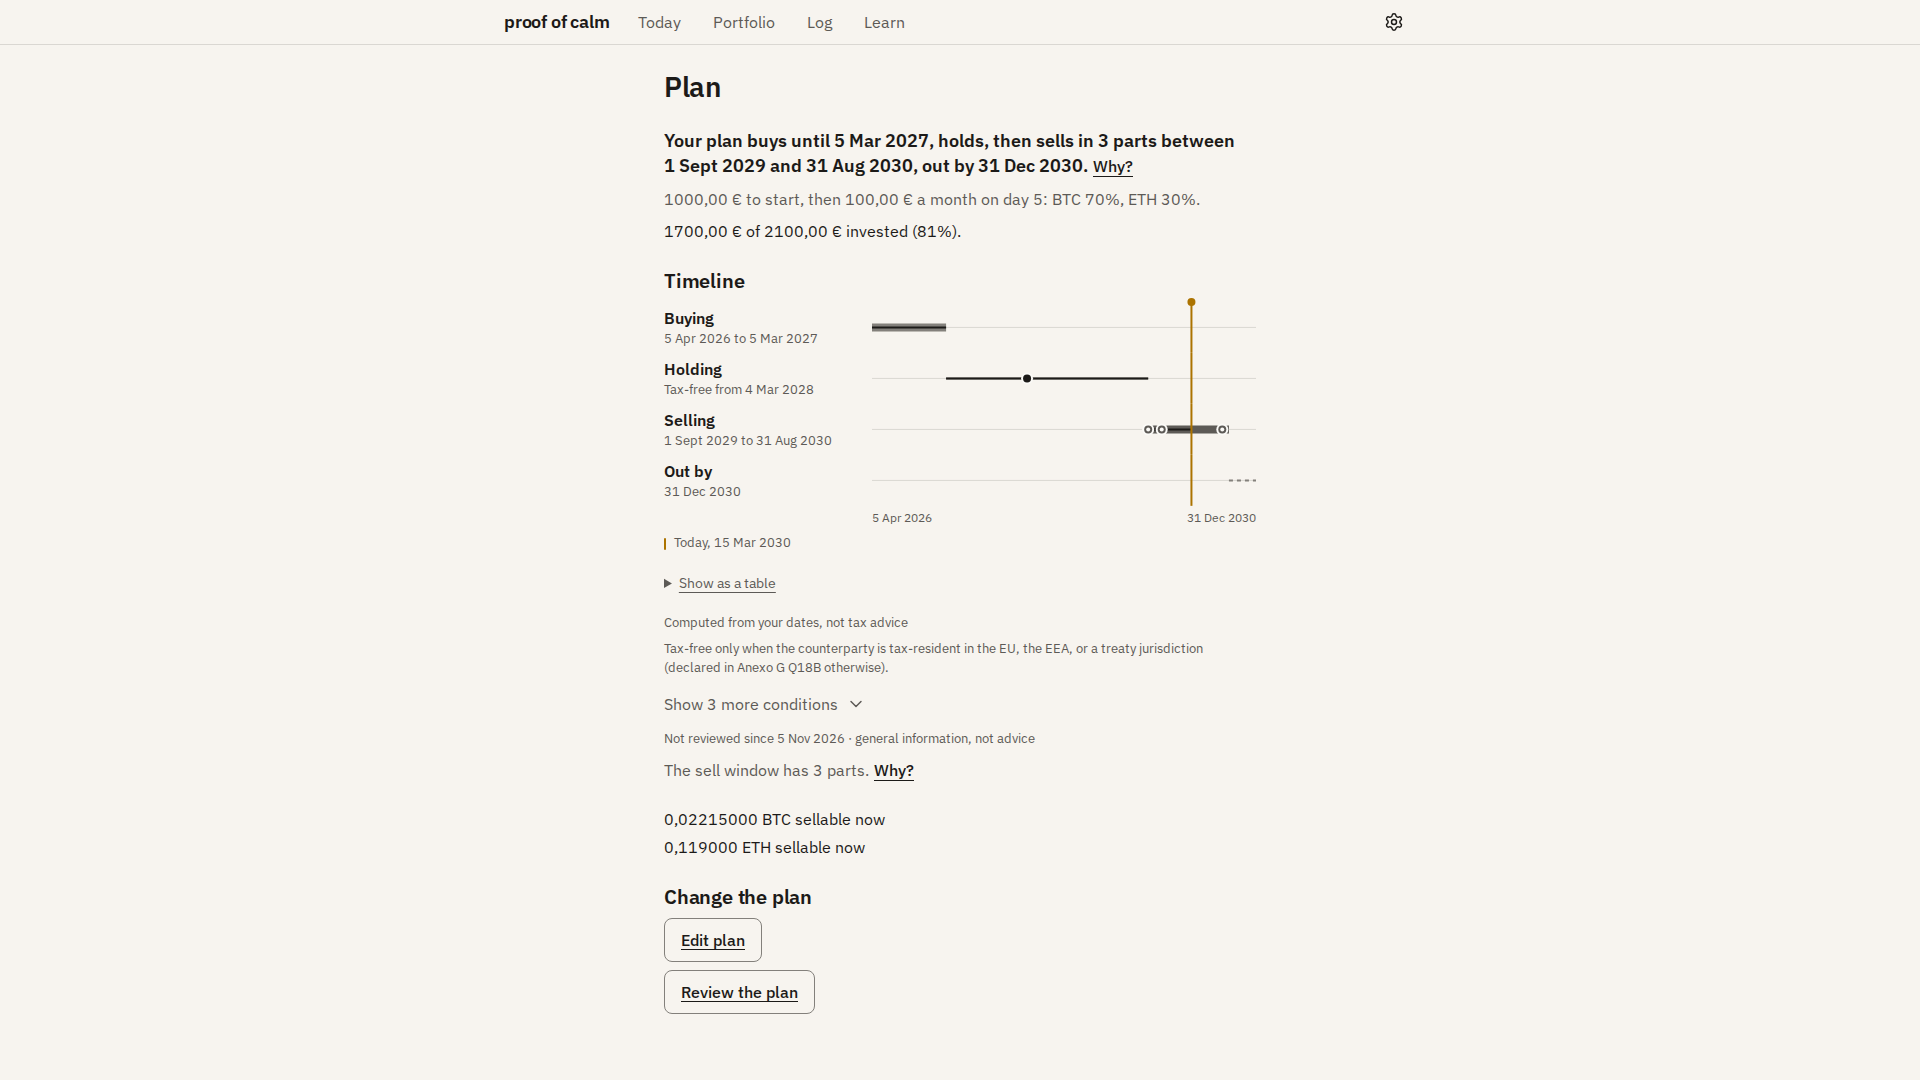 proof of calm
Today
Portfolio
Log
Learn
Plan
Your plan buys until 5 Mar 2027, holds, then sells in 3 parts between
1 Sept 2029 and 31 Aug 2030, out by 31 Dec 2030. Why?
1000,00 € to start, then 100,00 € a month on day 5: BTC 70%, ETH 30%.
1700,00 € of 2100,00 € invested (81%).
Timeline
Buying
5 Apr 2026 to 5 Mar 2027
Holding
Tax-free from 4 Mar 2028
Selling
1 Sept 2029 to 31 Aug 2030
Out by
31 Dec 2030
5 Apr 2026
31 Dec 2030
Today, 15 Mar 2030
Show as a table
Computed from your dates, not tax advice
Tax-free only when the counterparty is tax-resident in the EU, the EEA, or a treaty jurisdiction
(declared in Anexo G Q18B otherwise).
Show 3 more conditions
Not reviewed since 5 Nov 2026 · general information, not advice
The sell window has 3 parts. Why?
0,02215000 BTC sellable now
0,119000 ETH sellable now
Change the plan
Edit plan
Review the plan